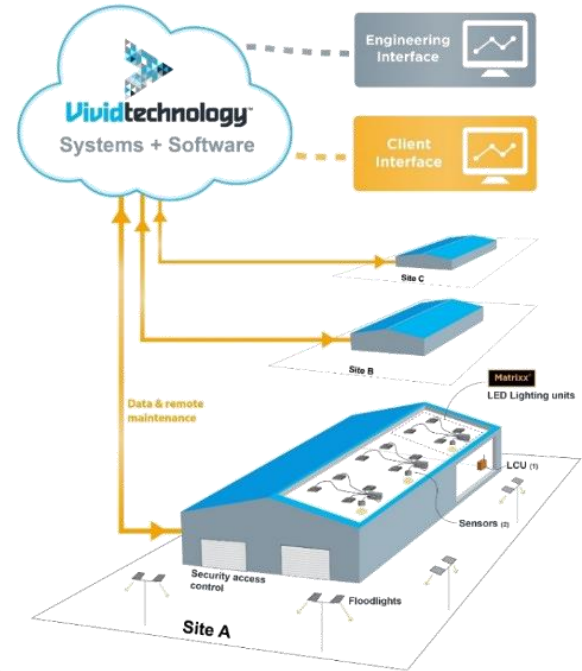 Vividtechnology™
Systems + Software
Engineering
Interface
Client
Interface
Site C
Site B
Data & remote
maintenance
Matrixx®
LED Lighting units
LCU (1)
Sensors (2)
Security access
control
Floodlights
Site A